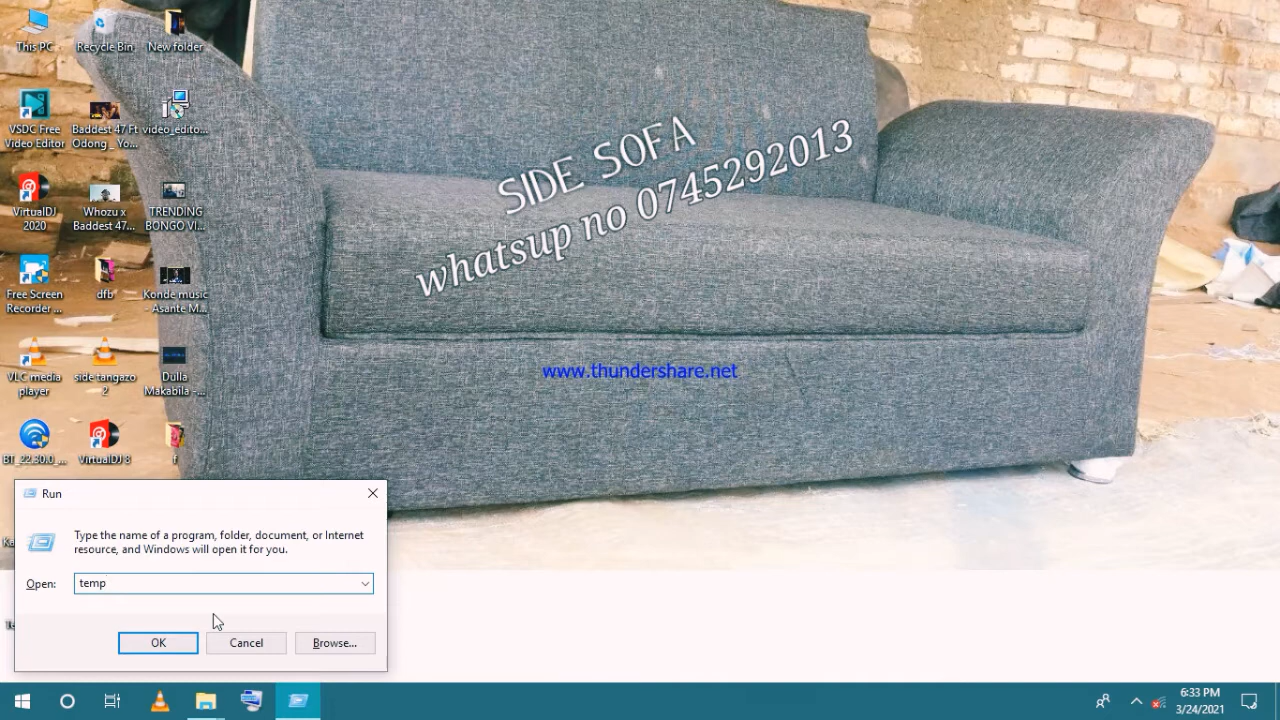 This PC
Recycle Bin
New folder
VSDC Free
Video Editor
Baddest 47 Ft
Odong _ Yo...
video_edito...
VirtualDJ
2020
Whozu x
Baddest 47...
TRENDING
BONGO VI...
Free Screen
Recorder ...
dfb
Konde music
- Asante M...
VLC media
player
side tangazo
2
Dulla
Makabila -...
BT_22.30.0_...
VirtualDJ 8
f
SIDE SOFA
whatsup no 0745292013
www.thundershare.net
Run
Type the name of a program, folder, document, or Internet
resource, and Windows will open it for you.
Open:
temp
OK
Cancel
Browse...
6:33 PM
3/24/2021